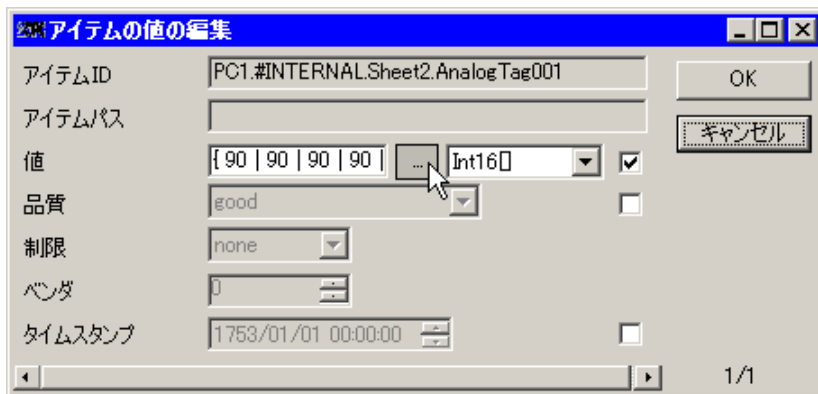 アイテムの値の編集
アイテムID PC1.#INTERNAL.Sheet2.AnalogTag001 OK
アイテムパス キャンセル
値 { 90 | 90 | 90 | 90 | ... Int16[]
品質 good
制限 none
ベンダ 0
タイムスタンプ 1753/01/01 00:00:00
1/1